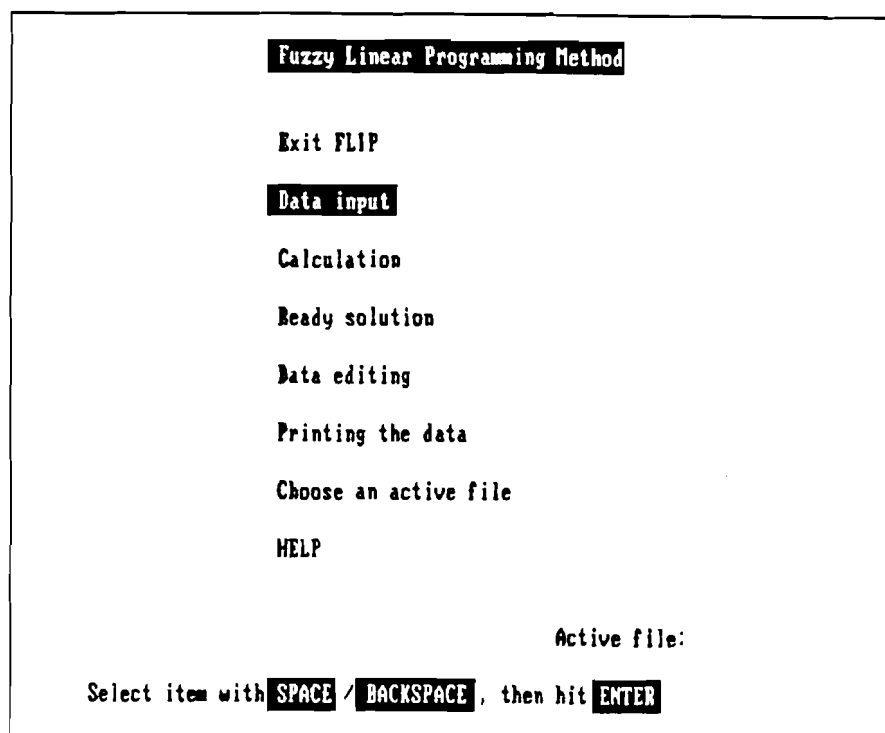 Fuzzy Linear Programming Method
Exit FLIP
Data input
Calculation
Ready solution
Data editing
Printing the data
Choose an active file
HELP
Active file:
Select item with SPACE / BACKSPACE , then hit ENTER